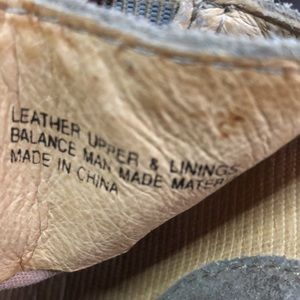 LEATHER UPPER & LININGS
BALANCE MAN MADE MATER
MADE IN CHINA